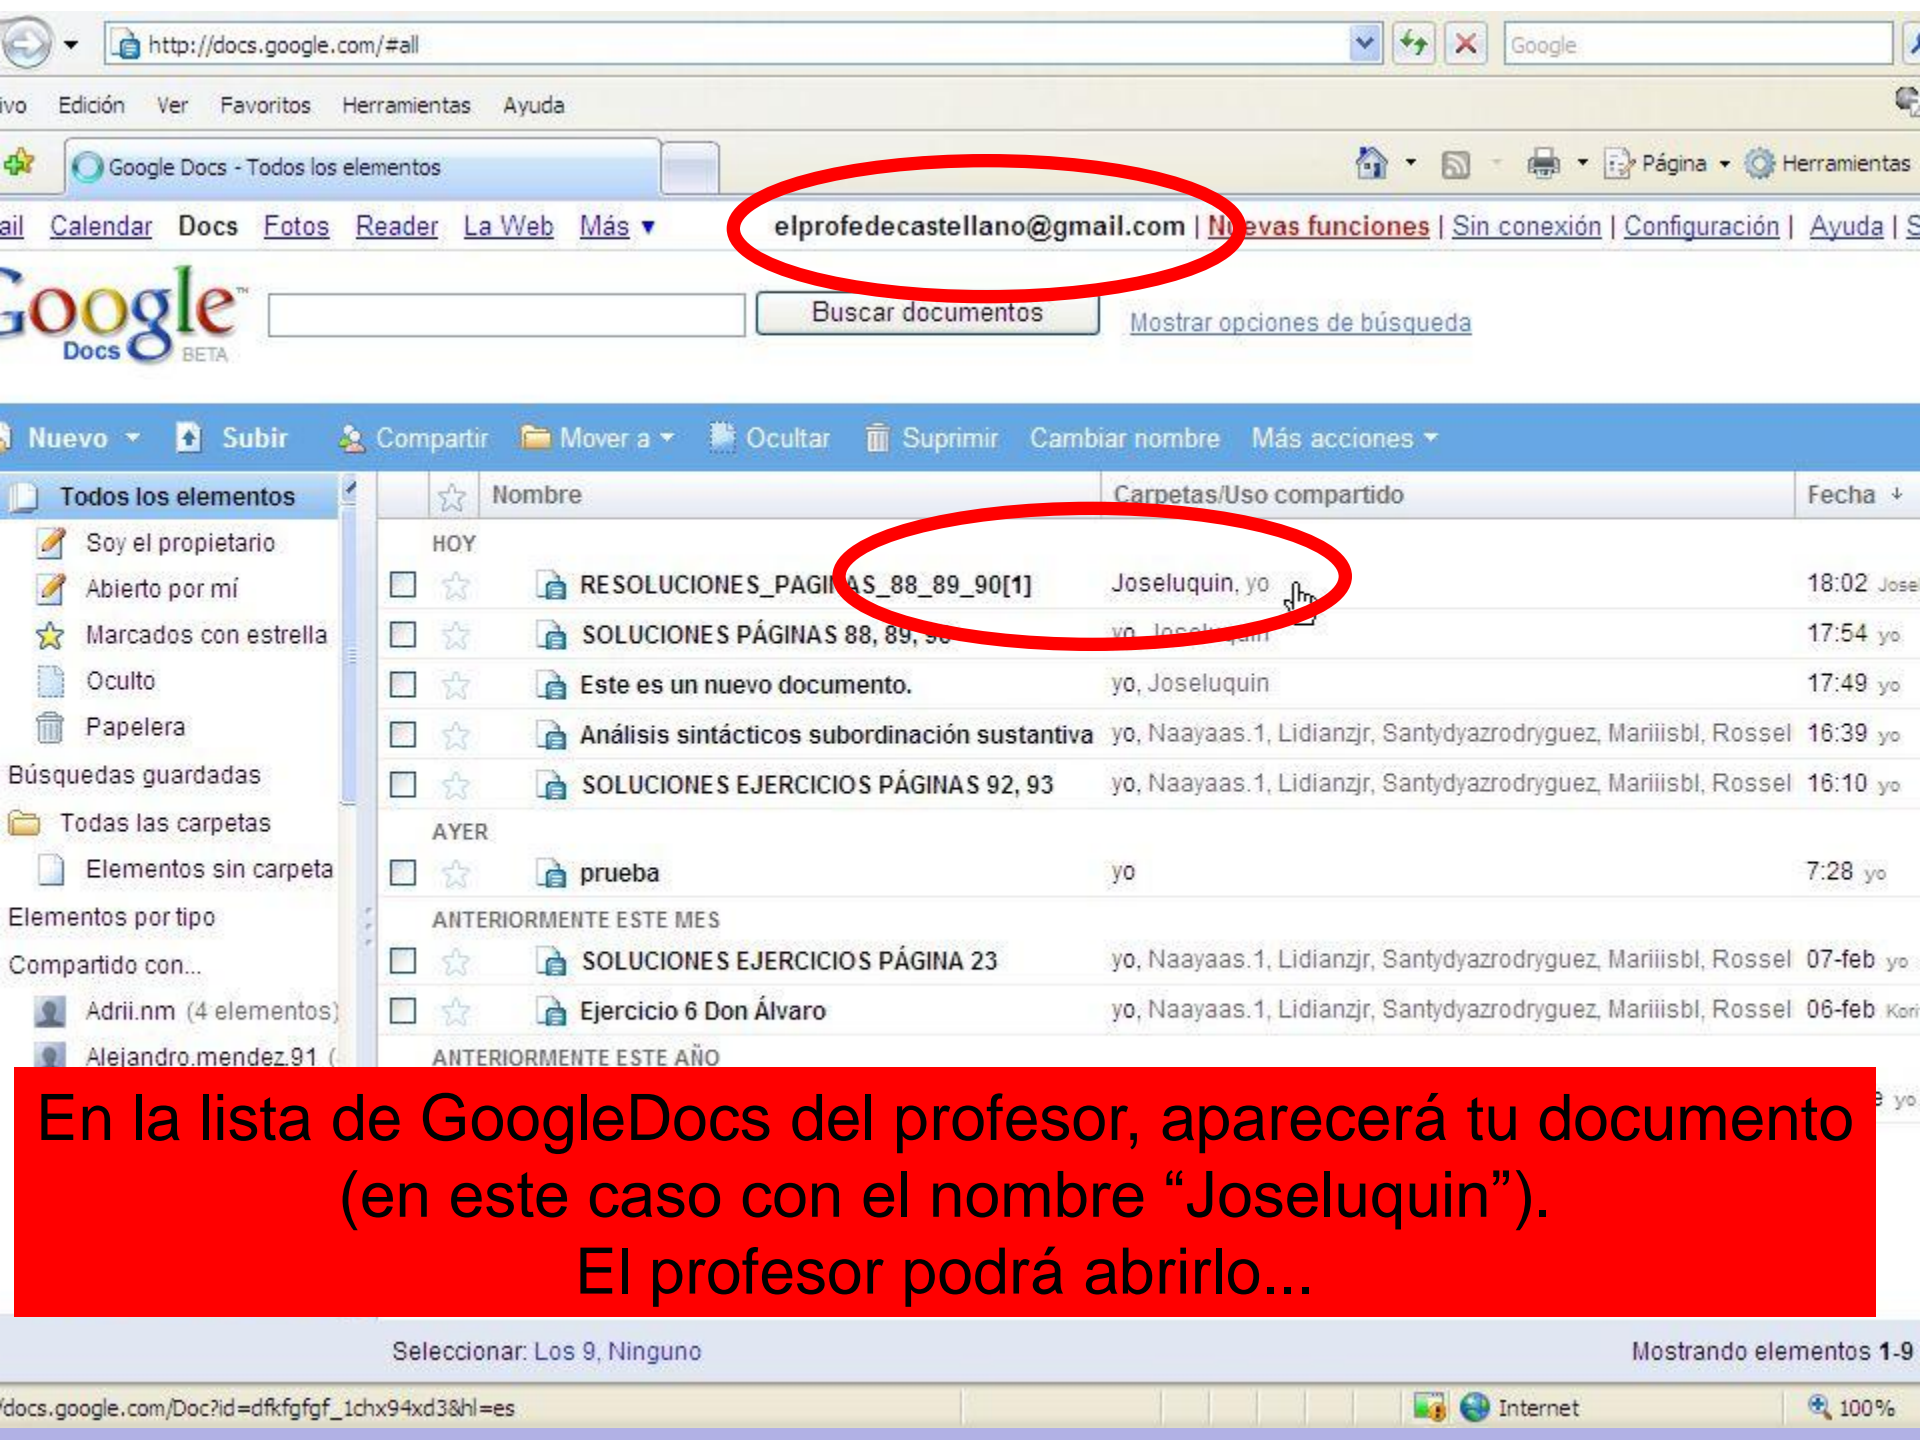 http://docs.google.com/#all
Google
Edición Ver Favoritos Herramientas Ayuda
Google Docs - Todos los elementos
Página Herramientas
Calendar Docs Fotos Reader La Web Más ▼ elprofedecastellano@gmail.com | Nuevas funciones | Sin conexión | Configuración | Ayuda |
Google™
Docs BETA
Buscar documentos
Mostrar opciones de búsqueda
Nuevo Subir Compartir Mover a Ocultar Suprimir Cambiar nombre Más acciones
Todos los elementos
Soy el propietario
Abierto por mí
Marcados con estrella
Oculto
Papelera
Búsquedas guardadas
Todas las carpetas
Elementos sin carpeta
Elementos por tipo
Compartido con...
Adrii.nm (4 elementos)
Alejandro.mendez.91 (
Nombre Carpetas/Uso compartido Fecha ↓
HOY
RESOLUCIONES_PAGINAS_88_89_90[1] Joseluquin, yo 18:02
SOLUCIONES PÁGINAS 88, 89, 90 yo, Joseluquin 17:54 yo
Este es un nuevo documento. yo, Joseluquin 17:49 yo
Análisis sintácticos subordinación sustantiva yo, Naayaas.1, Lidianzjr, Santydyazrodryguez, Mariiisbl, Rossel 16:39 yo
SOLUCIONES EJERCICIOS PÁGINAS 92, 93 yo, Naayaas.1, Lidianzjr, Santydyazrodryguez, Mariiisbl, Rossel 16:10 yo
AYER
prueba yo 7:28 yo
ANTERIORMENTE ESTE MES
SOLUCIONES EJERCICIOS PÁGINA 23 yo, Naayaas.1, Lidianzjr, Santydyazrodryguez, Mariiisbl, Rossel 07-feb yo
Ejercicio 6 Don Álvaro yo, Naayaas.1, Lidianzjr, Santydyazrodryguez, Mariiisbl, Rossel 06-feb
ANTERIORMENTE ESTE AÑO
yo
En la lista de GoogleDocs del profesor, aparecerá tu documento
(en este caso con el nombre “Joseluquin”).
El profesor podrá abrirlo...
Seleccionar: Los 9, Ninguno Mostrando elementos 1-9
/docs.google.com/Doc?id=dfkfgfgf_1chx94xd3&hl=es Internet 100%